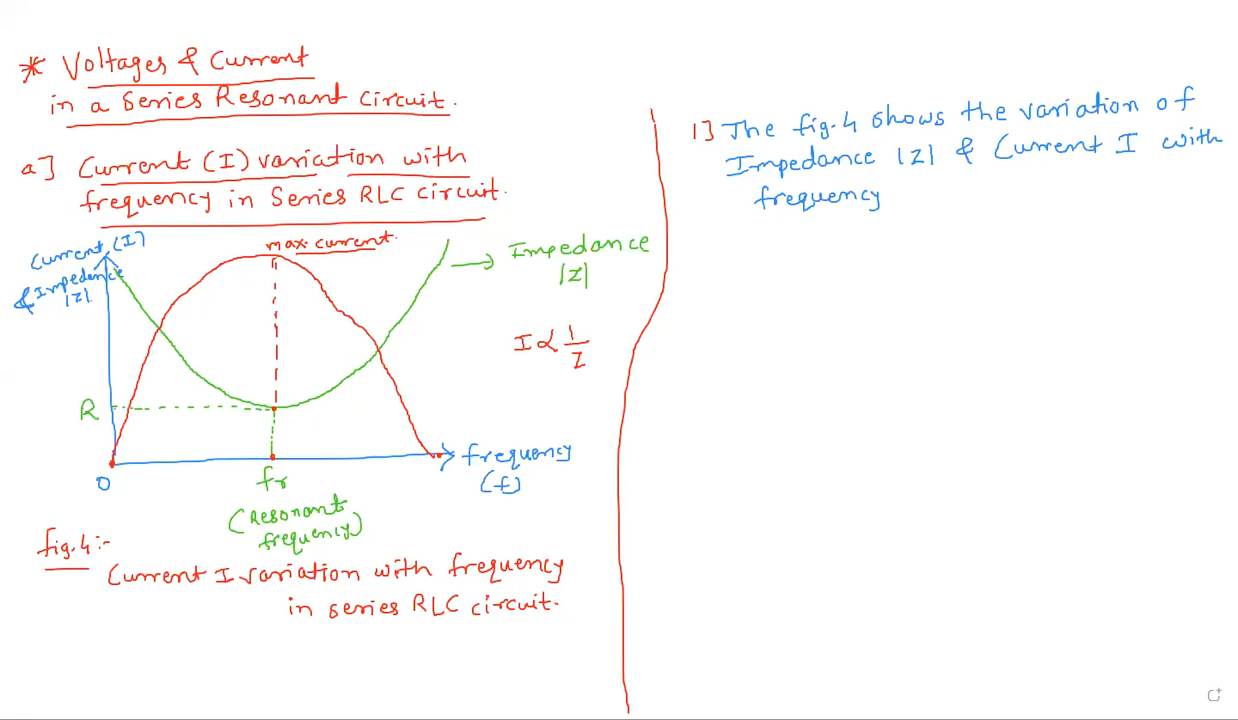 * Voltages & Current
in a Series Resonant Circuit.
a] Current (I) variation with
frequency in Series RLC circuit.
Current (I)
& Impedance
|Z|
max. current.
Impedance
|Z|
I ∝ 1/Z
R
0
fr
(Resonant
frequency)
frequency
(f)
fig.4:-
Current I variation with frequency
in series RLC circuit.
1] The fig.4 shows the variation of
Impedance |Z| & Current I with
frequency